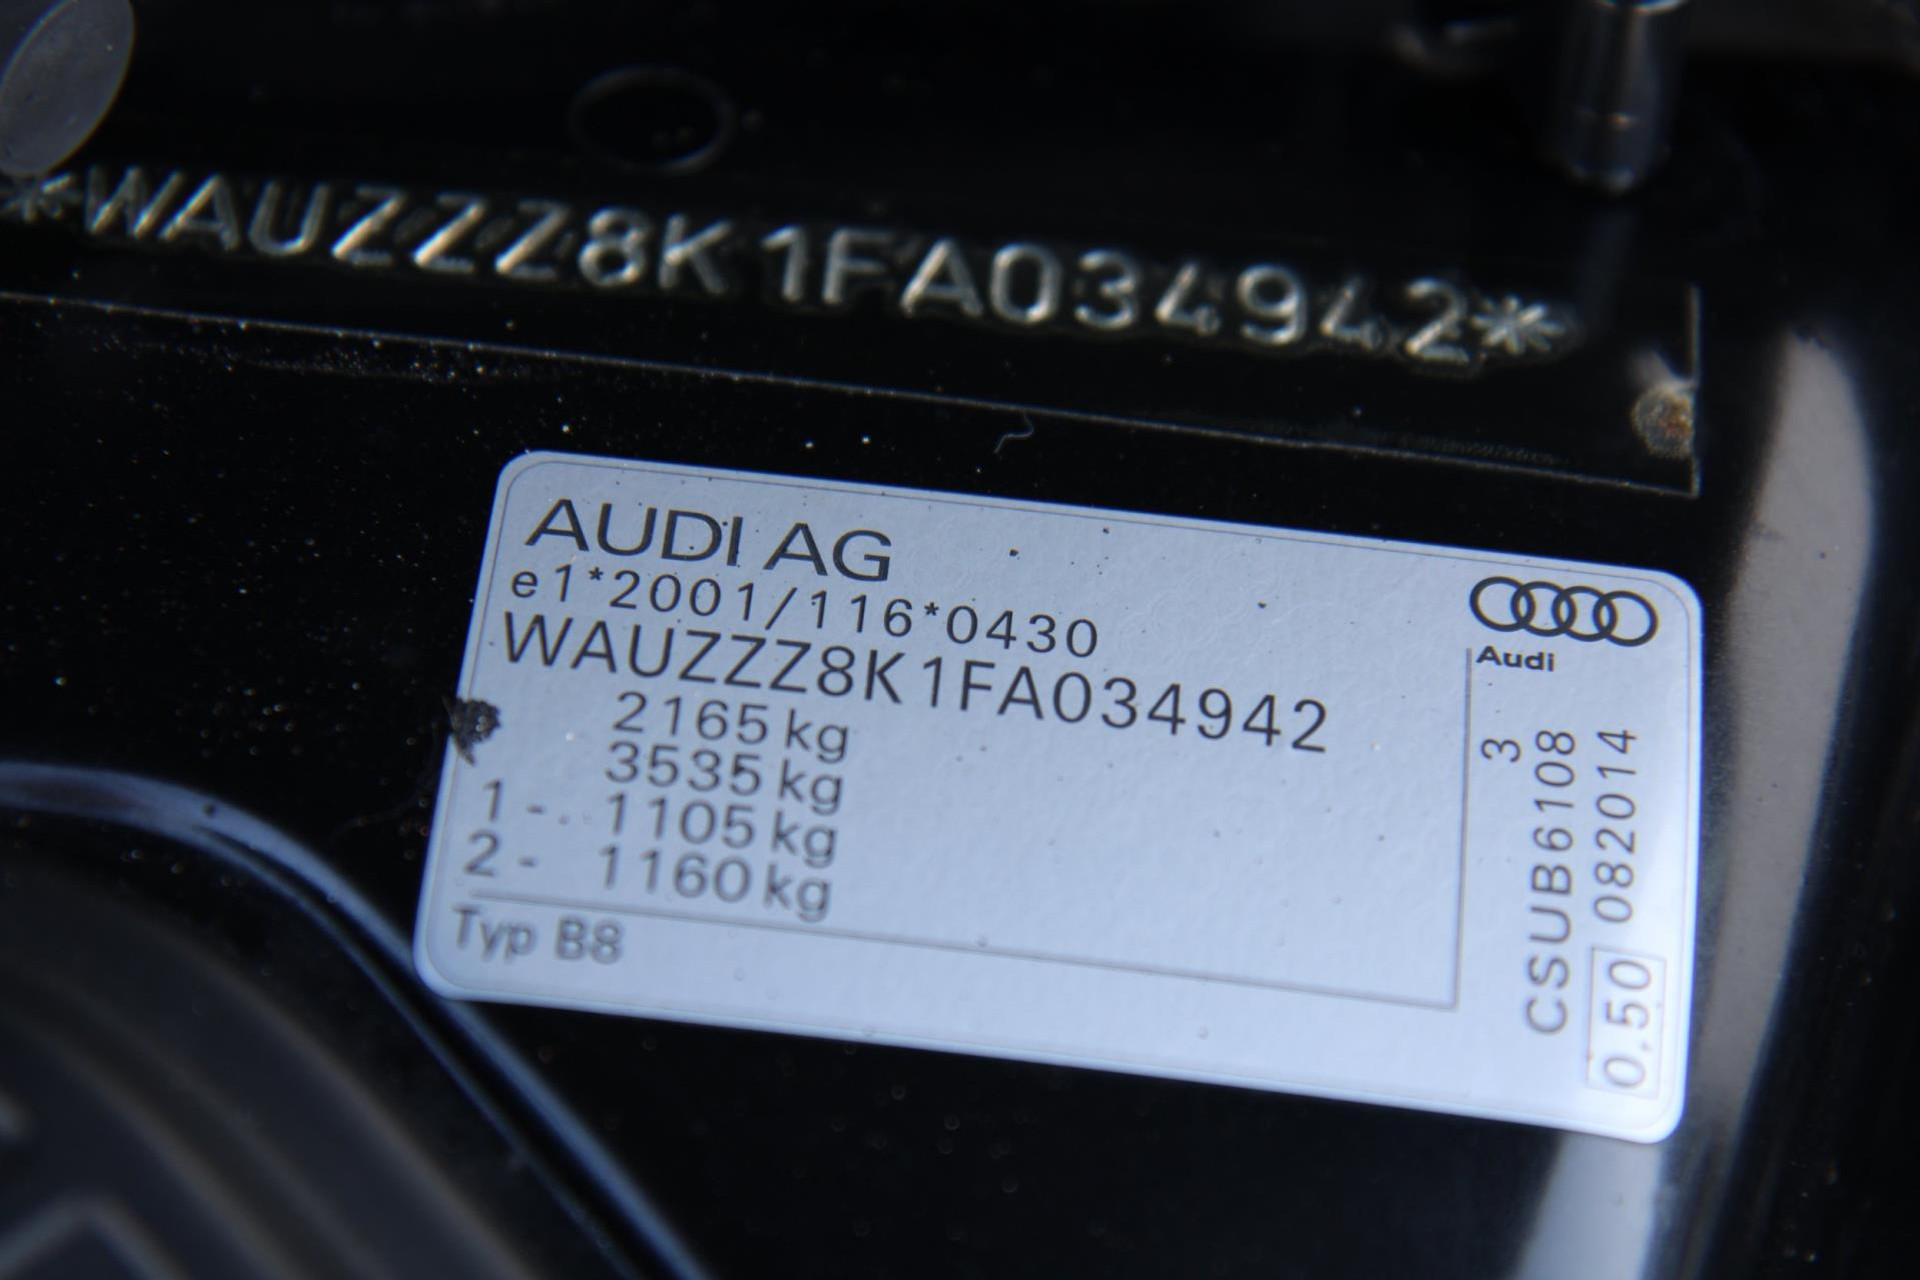 *WAUZZZ8K1FA034942*
AUDI AG
e1*2001/116*0430
WAUZZZ8K1FA034942
2165 kg
3535 kg
1 - 1105 kg
2 - 1160 kg
Typ B8
Audi
3
CSUB6108
0.50 082014